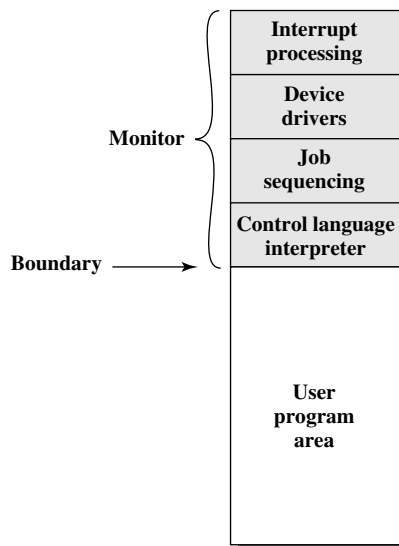 Interrupt
processing
Device
drivers
Monitor
Job
sequencing
Control language
interpreter
Boundary
User
program
area